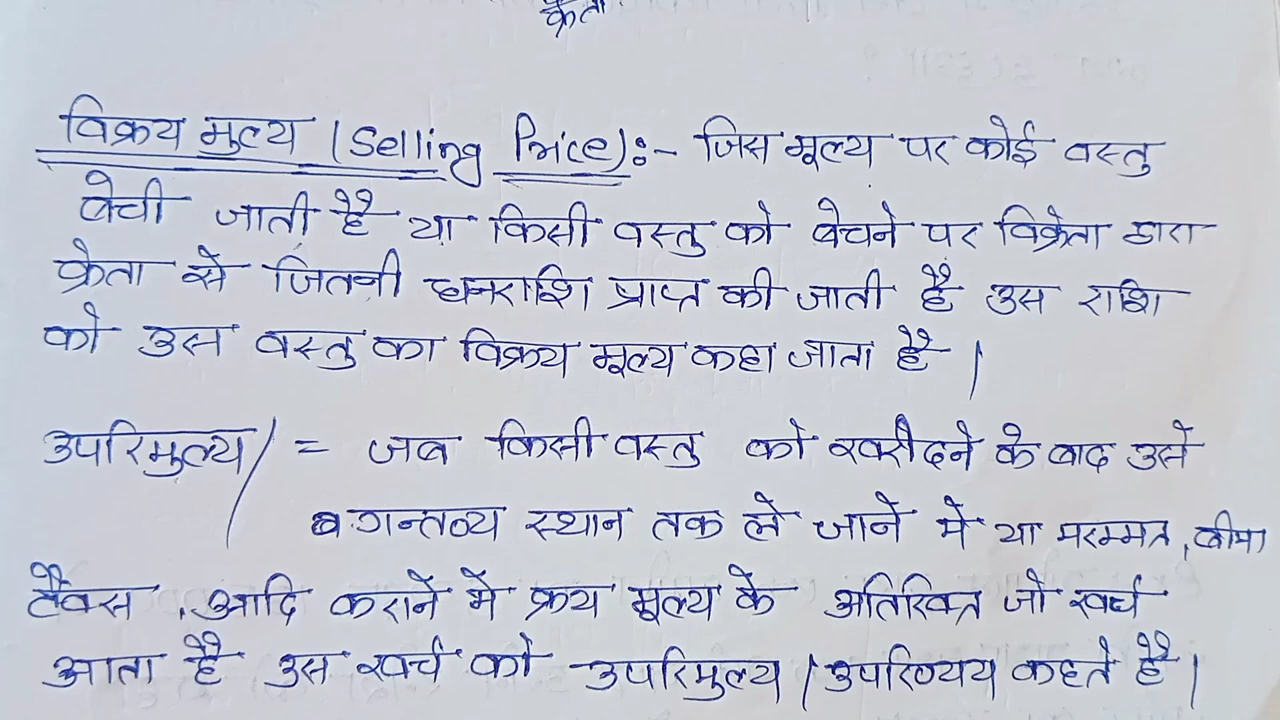 क्रेता
विक्रय मुल्य (Selling Price):- जिस मूल्य पर कोई वस्तु
बेची जाती है या किसी वस्तु को बेचने पर विक्रेता द्वारा
क्रेता से जितनी धनराशि प्राप्त की जाती है उस राशि
को उस वस्तु का विक्रय मूल्य कहा जाता है।
उपरिमुल्य/ = जब किसी वस्तु को खरीदने के बाद उसे
गन्तव्य स्थान तक ले जाने मे या मरम्मत, बीमा
टैक्स, आदि कराने में क्रय मूल्य के अतिरिक्त जो खर्च
आता है उस खर्च को उपरिमुल्य/उपरिव्यय कहते है।